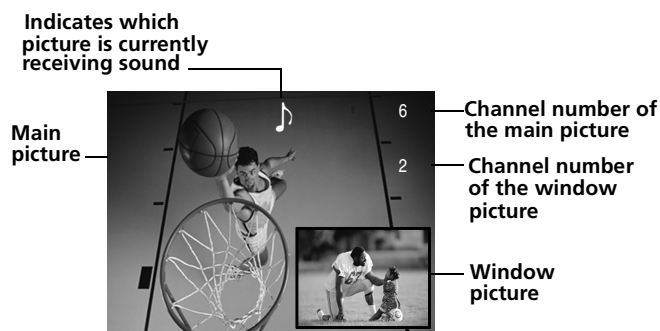 Indicates which
picture is currently
receiving sound
Main
picture
6
Channel number of
the main picture
2
Channel number
of the window
picture
Window
picture